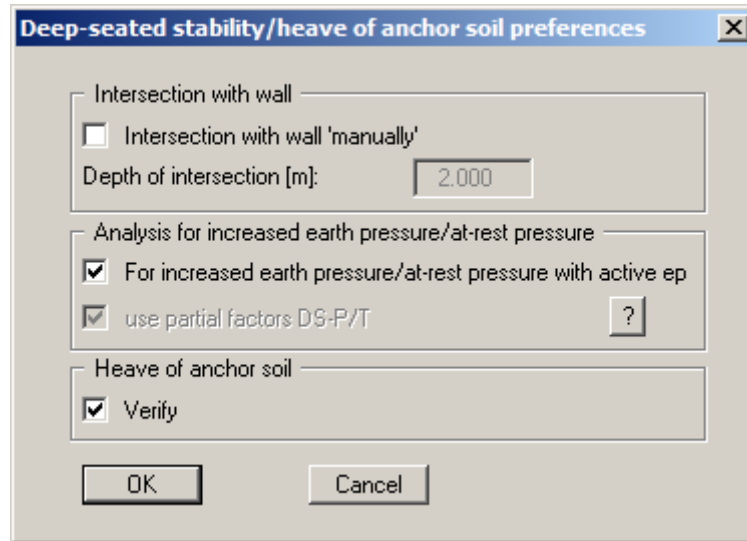 Deep-seated stability/heave of anchor soil preferences
Intersection with wall
Intersection with wall 'manually'
Depth of intersection [m]: 2.000
Analysis for increased earth pressure/at-rest pressure
For increased earth pressure/at-rest pressure with active ep
use partial factors DS-P/T ?
Heave of anchor soil
Verify
OK Cancel